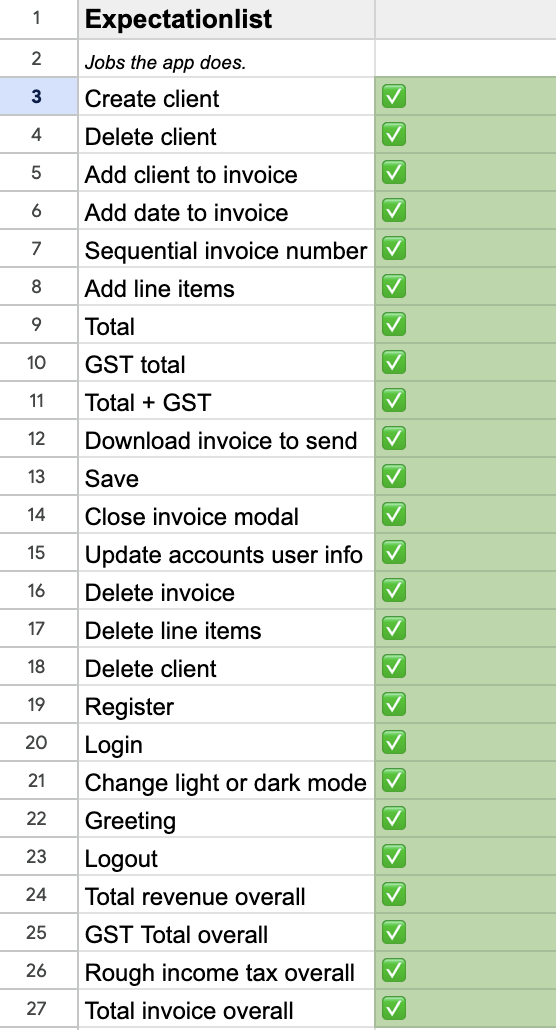 1 Expectationlist
2 Jobs the app does.
3 Create client ✅
4 Delete client ✅
5 Add client to invoice ✅
6 Add date to invoice ✅
7 Sequential invoice number ✅
8 Add line items ✅
9 Total ✅
10 GST total ✅
11 Total + GST ✅
12 Download invoice to send ✅
13 Save ✅
14 Close invoice modal ✅
15 Update accounts user info ✅
16 Delete invoice ✅
17 Delete line items ✅
18 Delete client ✅
19 Register ✅
20 Login ✅
21 Change light or dark mode ✅
22 Greeting ✅
23 Logout ✅
24 Total revenue overall ✅
25 GST Total overall ✅
26 Rough income tax overall ✅
27 Total invoice overall ✅